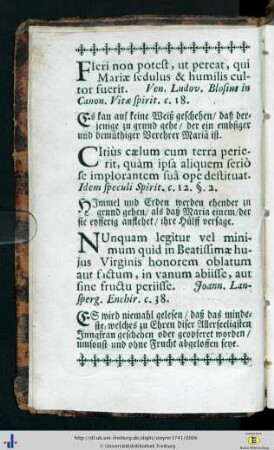 FIeri non potest, ut pereat, qui
Mariæ sedulus & humilis cul-
tor fuerit. Ven. Ludov. Blosius in
Canon. Vitæ spirit. c. 18.
ES kan auf keine Weiß geschehen/ daß der-
jenige zu grund gehe/ der ein embsiger
und demüthiger Verehrer Mariä ist.
CItiùs cælum cum terra perie-
rit, quàm ipsa aliquem seriò
se implorantem suâ ope destituat.
Idem speculi Spirit. c. 12. §. 2.
HImmel und Erden werden ehender zu
grund gehen/ als daß Maria einem/ der
sie eyfferig anflehet/ ihre Hülff versage.
NUnquam legitur vel mini-
mum quid in Beatissimæ hu-
jus Virginis honorem oblatum
aut factum, in vanum abiisse, aut
sine fructu periisse. Joann. Lan-
sperg. Enchir. c. 38.
ES wird niemahl gelesen/ daß das minde-
ste/ welches zu Ehren diser Allerseeligsten
Jungfrau geschehen oder geopferet worden/
umsonst und ohne Frucht abgeloffen seye.
http://dl.ub.uni-freiburg.de/diglit/steyrer1741/0086
© Universitätsbibliothek Freiburg